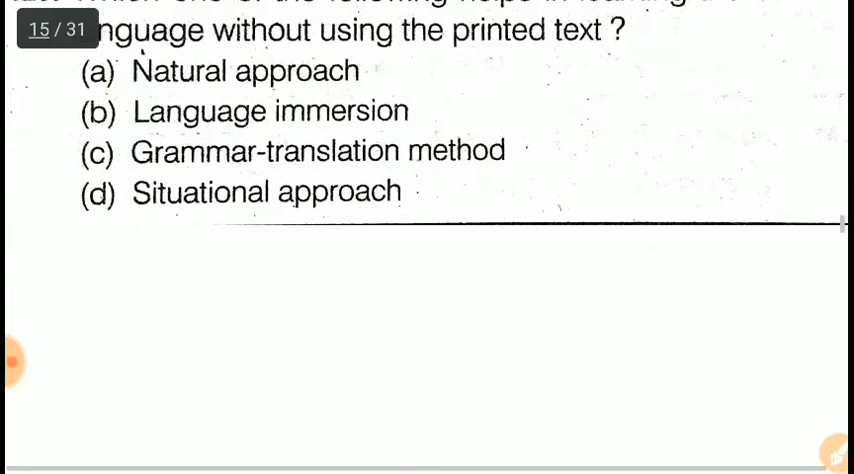 15 / 31
nguage without using the printed text ?
(a) Natural approach
(b) Language immersion
(c) Grammar-translation method
(d) Situational approach